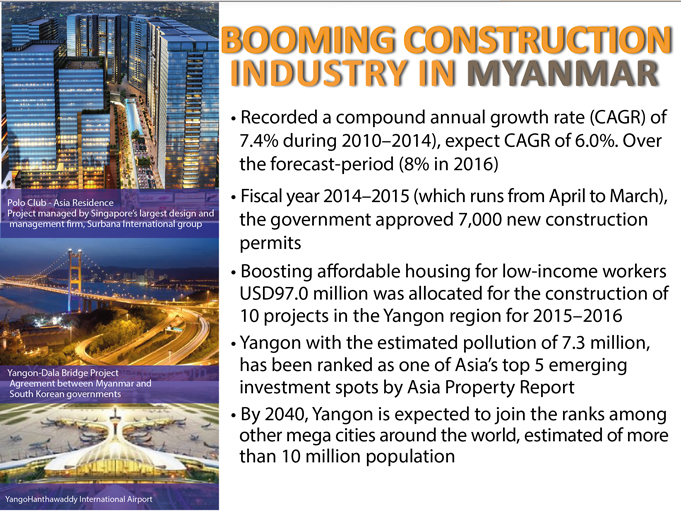 BOOMING CONSTRUCTION
INDUSTRY IN MYANMAR
• Recorded a compound annual growth rate (CAGR) of
7.4% during 2010–2014), expect CAGR of 6.0%. Over
the forecast-period (8% in 2016)
• Fiscal year 2014–2015 (which runs from April to March),
the government approved 7,000 new construction
permits
• Boosting affordable housing for low-income workers
USD97.0 million was allocated for the construction of
10 projects in the Yangon region for 2015–2016
• Yangon with the estimated pollution of 7.3 million,
has been ranked as one of Asia's top 5 emerging
investment spots by Asia Property Report
• By 2040, Yangon is expected to join the ranks among
other mega cities around the world, estimated of more
than 10 million population
Polo Club - Asia Residence
Project managed by Singapore's largest design and
management firm, Surbana International group
Yangon-Dala Bridge Project
Agreement between Myanmar and
South Korean governments
YangoHanthawaddy International Airport